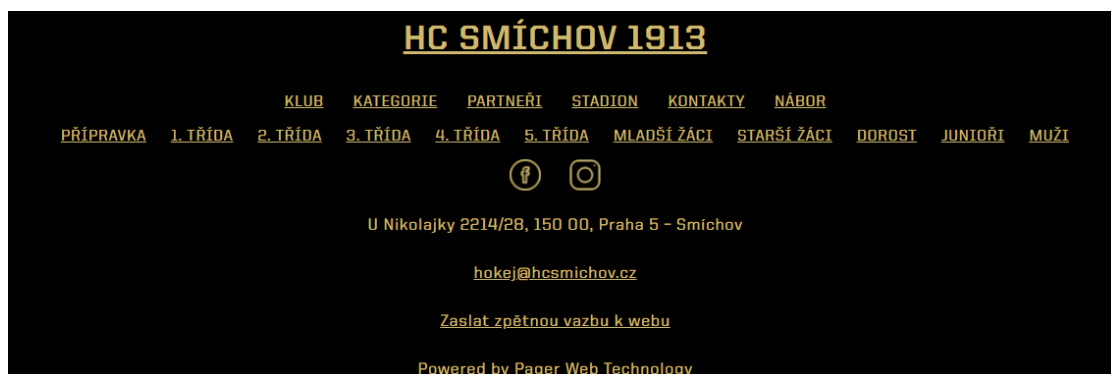 HC SMÍCHOV 1913
KLUB KATEGORIE PARTNEŘI STADION KONTAKTY NÁBOR
PŘÍPRAVKA 1. TŘÍDA 2. TŘÍDA 3. TŘÍDA 4. TŘÍDA 5. TŘÍDA MLADŠÍ ŽÁCI STARŠÍ ŽÁCI DOROST JUNIOŘI MUŽI
U Nikolajky 2214/28, 150 00, Praha 5 – Smíchov
hokej@hcsmichov.cz
Zaslat zpětnou vazbu k webu
Powered by Pager Web Technology